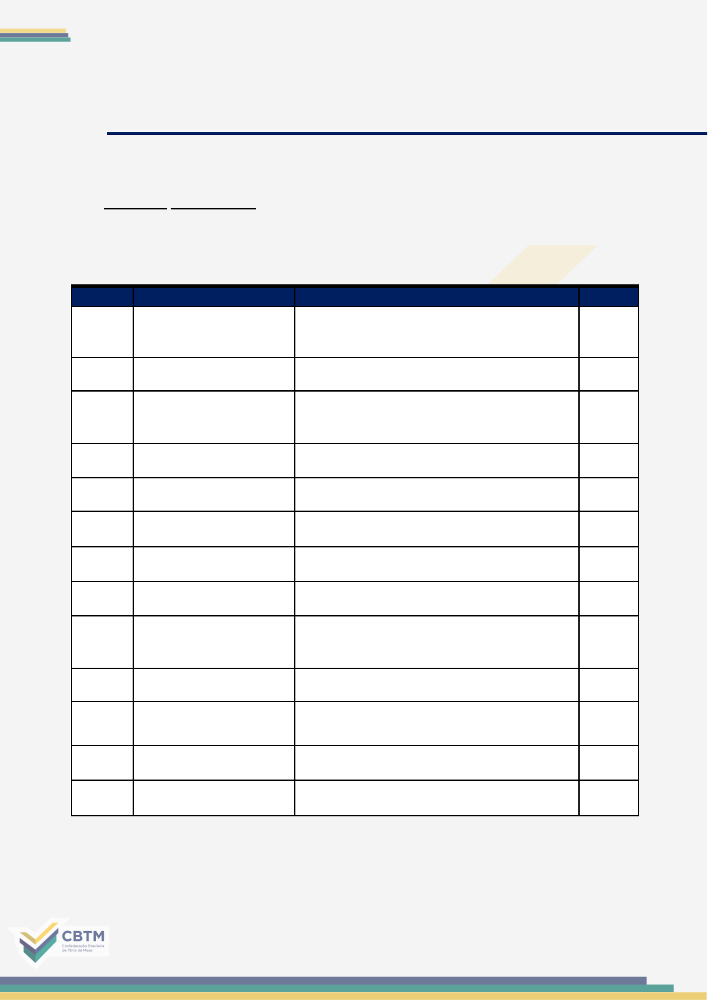 CBTM
Confederação Brasileira
de Tênis de Mesa